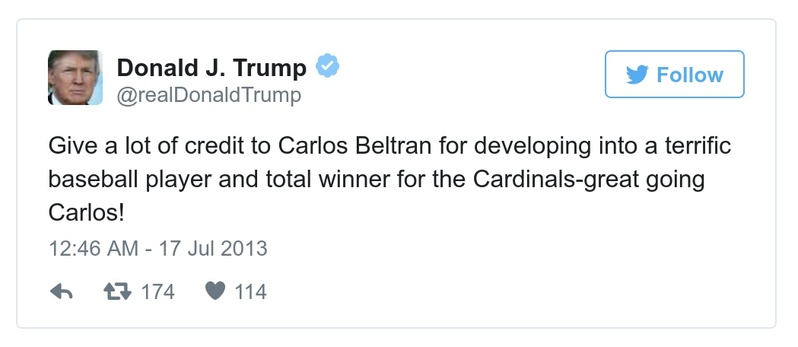 Donald J. Trump
@realDonaldTrump
Follow
Give a lot of credit to Carlos Beltran for developing into a terrific
baseball player and total winner for the Cardinals-great going
Carlos!
12:46 AM - 17 Jul 2013
174 114